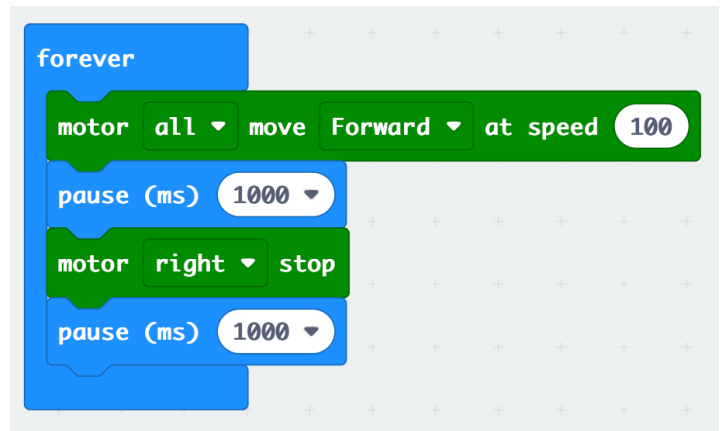 forever
motor all move Forward at speed 100
pause (ms) 1000
motor right stop
pause (ms) 1000